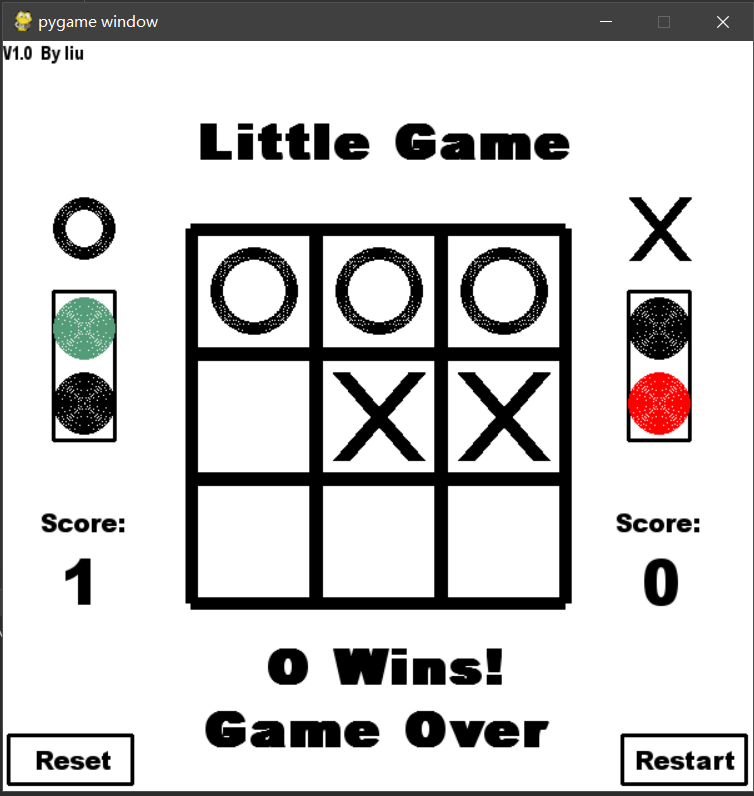 pygame window
V1.0 By liu
Little Game
Score:
1
Score:
0
O Wins!
Game Over
Reset
Restart